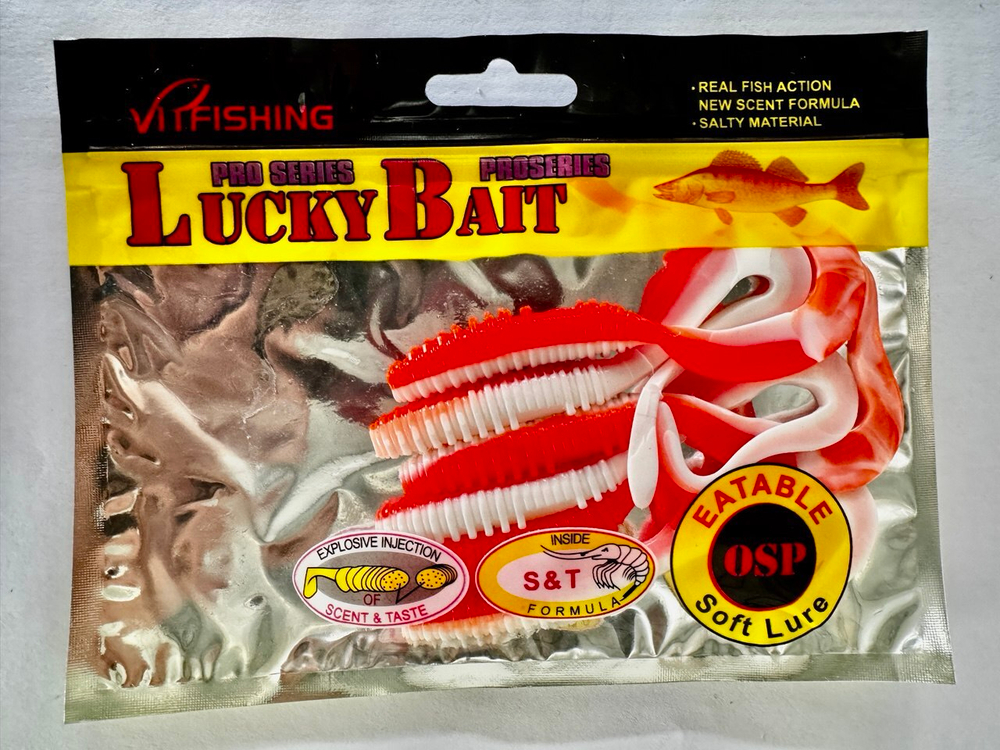 VITFISHING
· REAL FISH ACTION
NEW SCENT FORMULA
· SALTY MATERIAL
PRO SERIES PROSERIES
LUCKY BAIT
EXPLOSIVE INJECTION
OF
SCENT & TASTE
INSIDE
S&T
FORMULA
EATABLE
OSP
Soft Lure